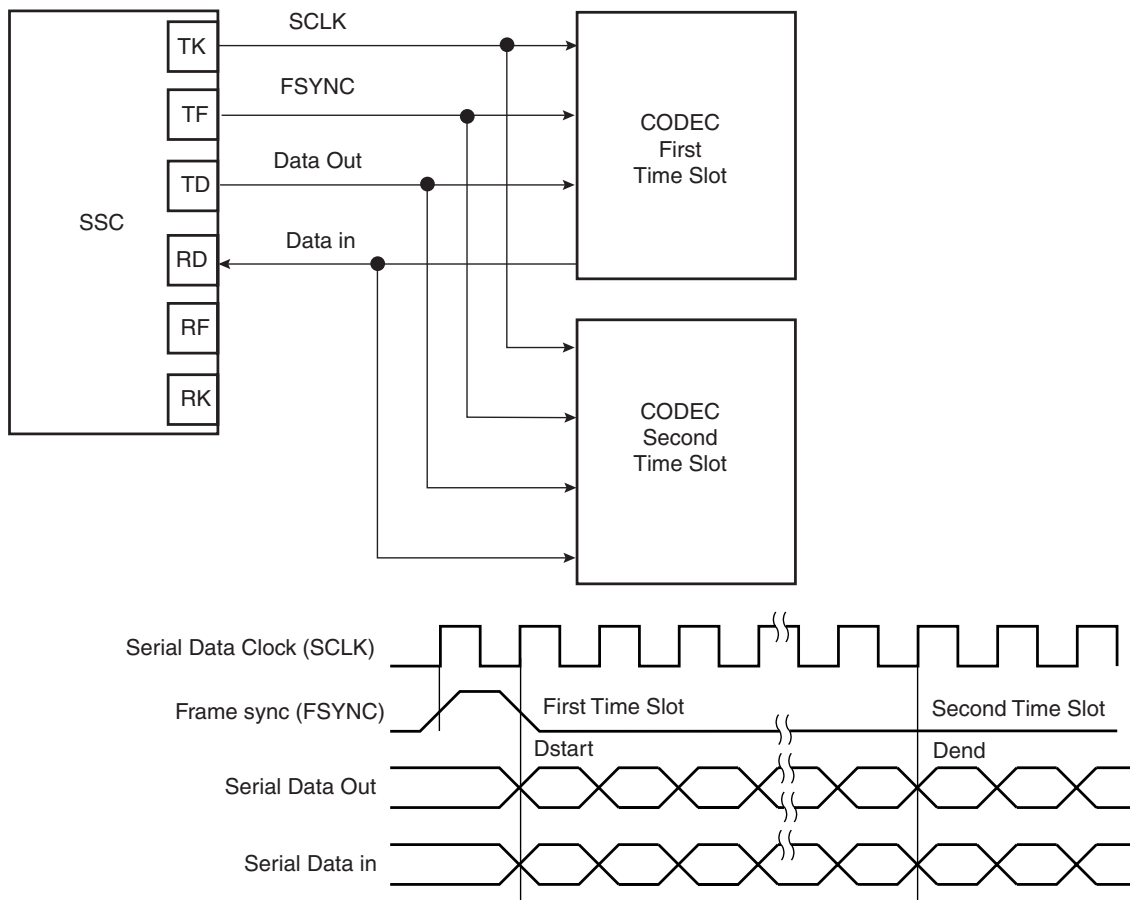 SCLK
TK
FSYNC
TF
CODEC
First
Time Slot
Data Out
TD
SSC
Data in
RD
RF
RK
CODEC
Second
Time Slot
Serial Data Clock (SCLK)
Frame sync (FSYNC)
First Time Slot
Second Time Slot
Dstart
Dend
Serial Data Out
Serial Data in